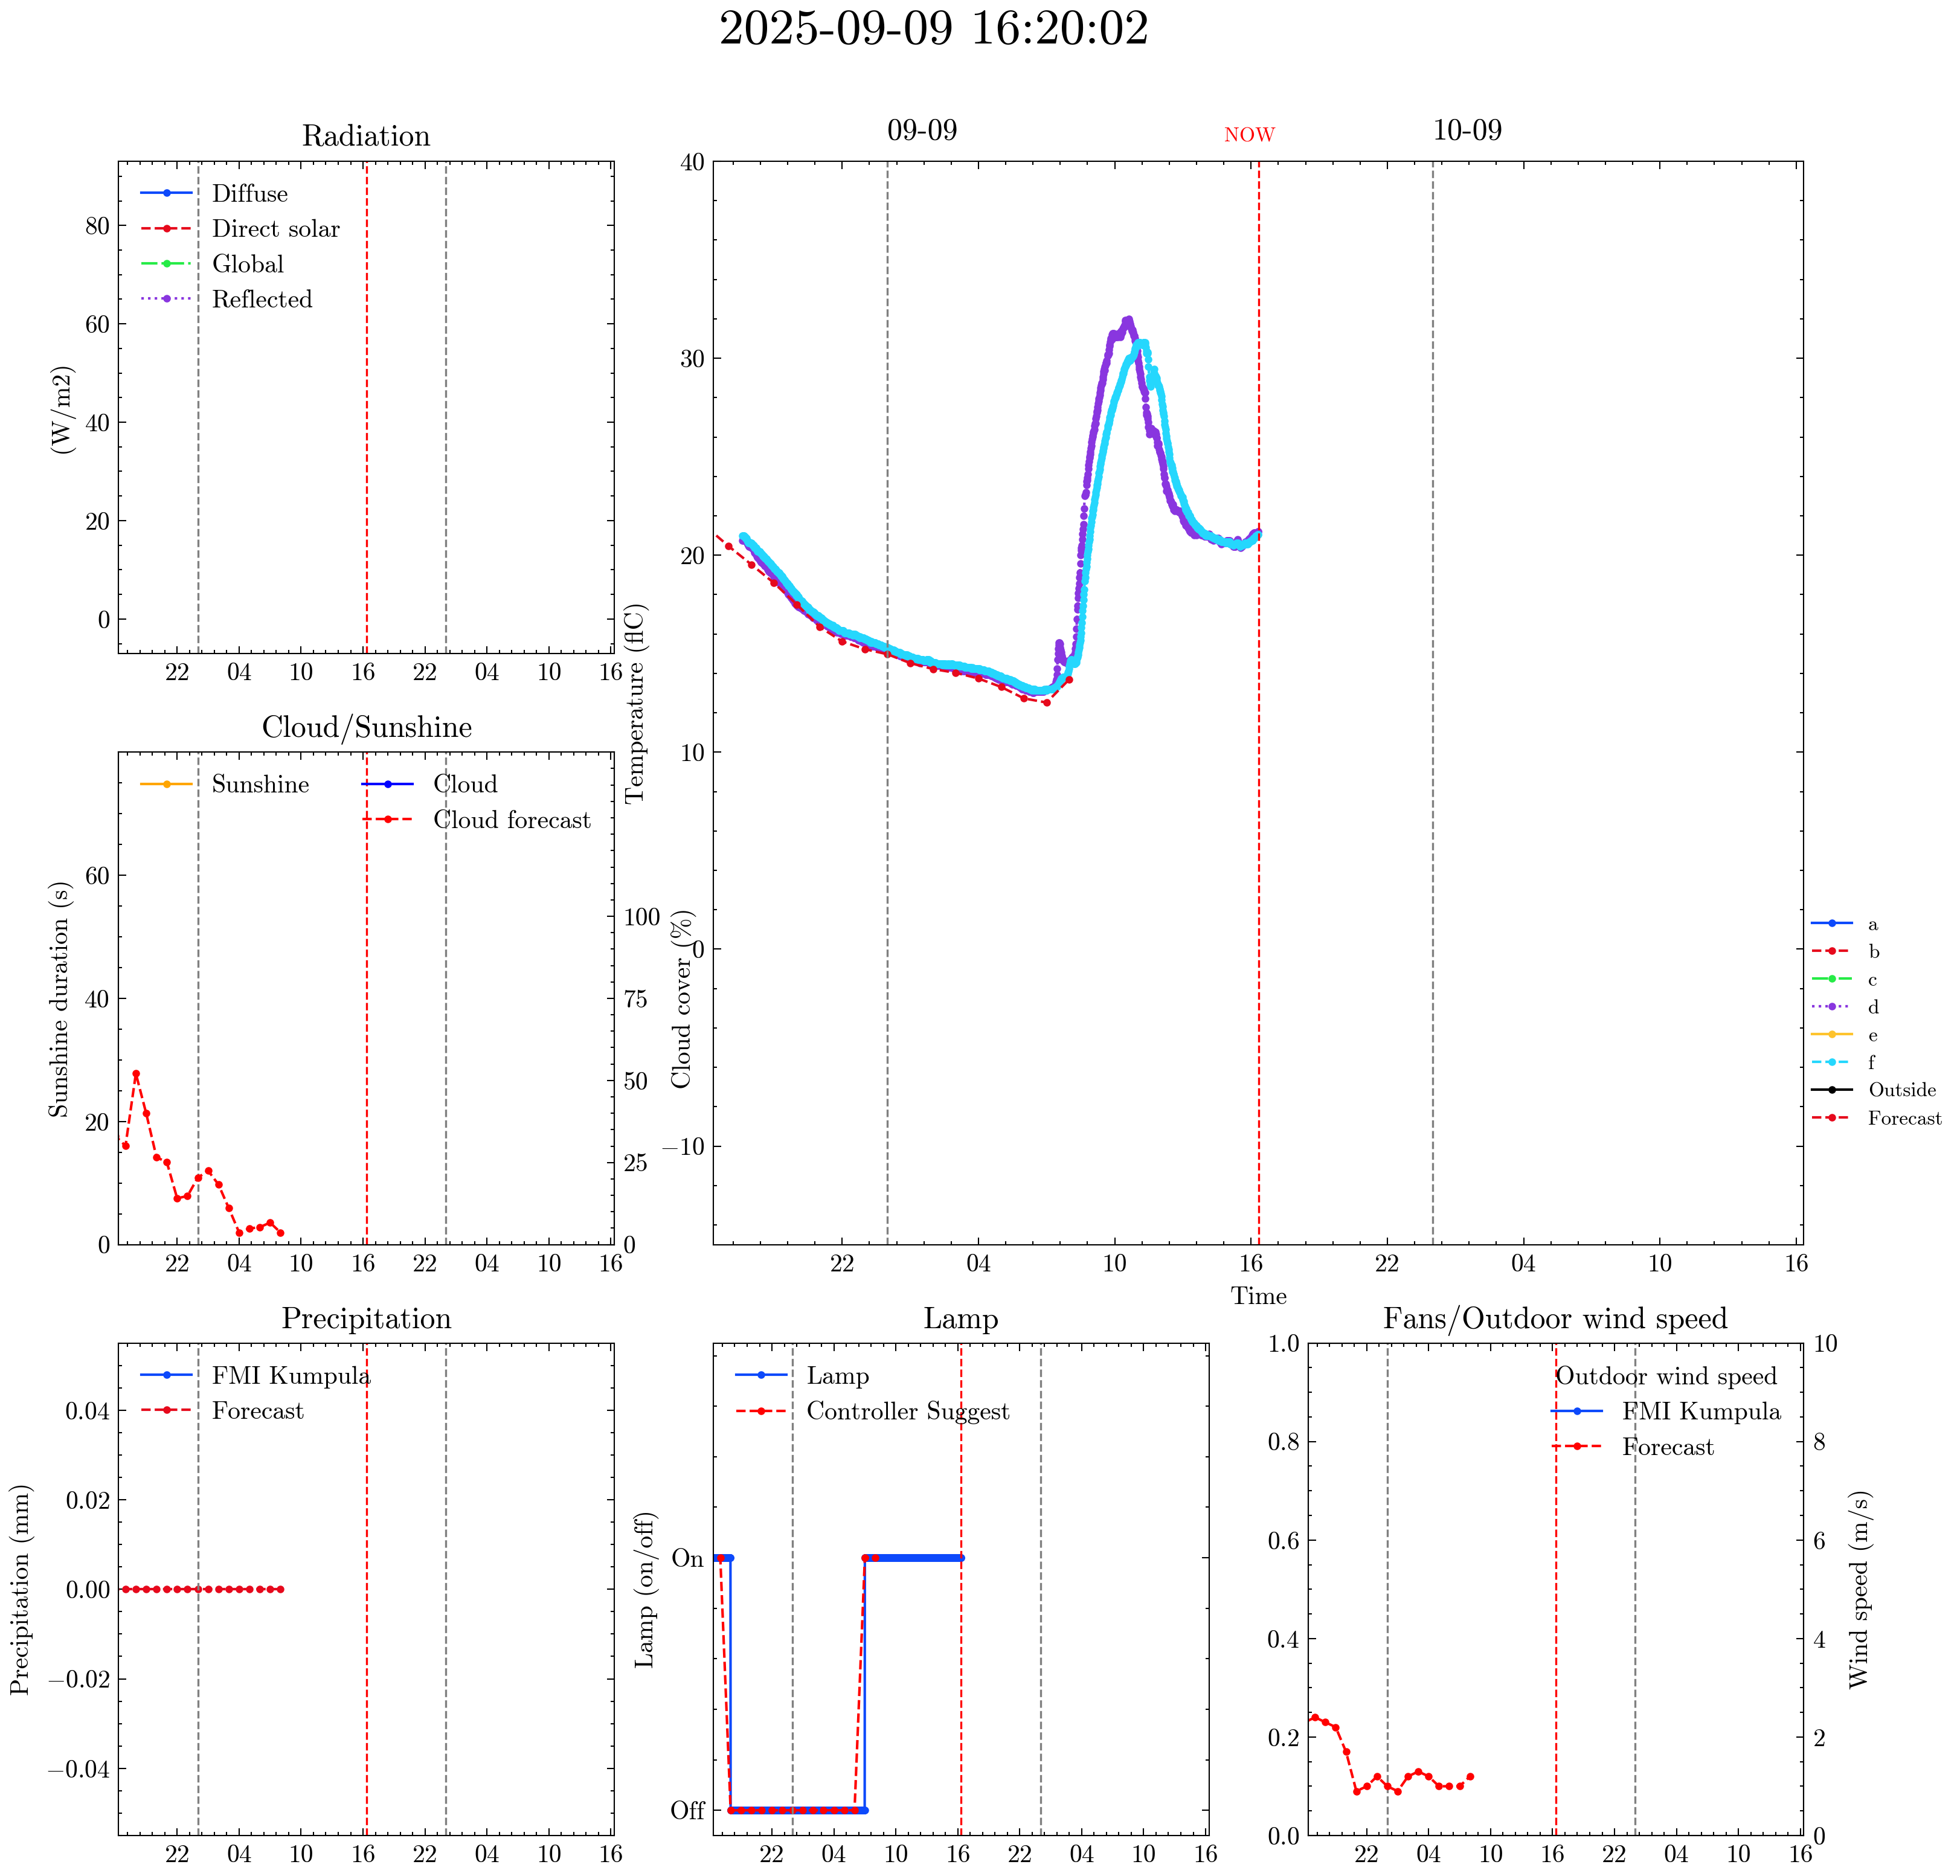 2025-09-09 16:20:02
Radiation
80
60
40
20
0
(W/m2)
Diffuse
Direct solar
Global
Reflected
22 04 10 16 22 04 10 16
09-09
NOW
10-09
40
30
20
10
0
−10
Temperature (flC)
22 04 10 16 22 04 10 16
Time
a
b
c
d
e
f
Outside
Forecast
Cloud/Sunshine
Sunshine
Cloud
Cloud forecast
60
40
20
0
Sunshine duration (s)
100
75
50
25
0
Cloud cover (%)
22 04 10 16 22 04 10 16
Precipitation
FMI Kumpula
Forecast
0.04
0.02
0.00
−0.02
−0.04
Precipitation (mm)
22 04 10 16 22 04 10 16
Lamp
Lamp
Controller Suggest
On
Off
Lamp (on/off)
22 04 10 16 22 04 10 16
Fans/Outdoor wind speed
Outdoor wind speed
FMI Kumpula
Forecast
1.0
0.8
0.6
0.4
0.2
0.0
10
8
6
4
2
0
Wind speed (m/s)
22 04 10 16 22 04 10 16